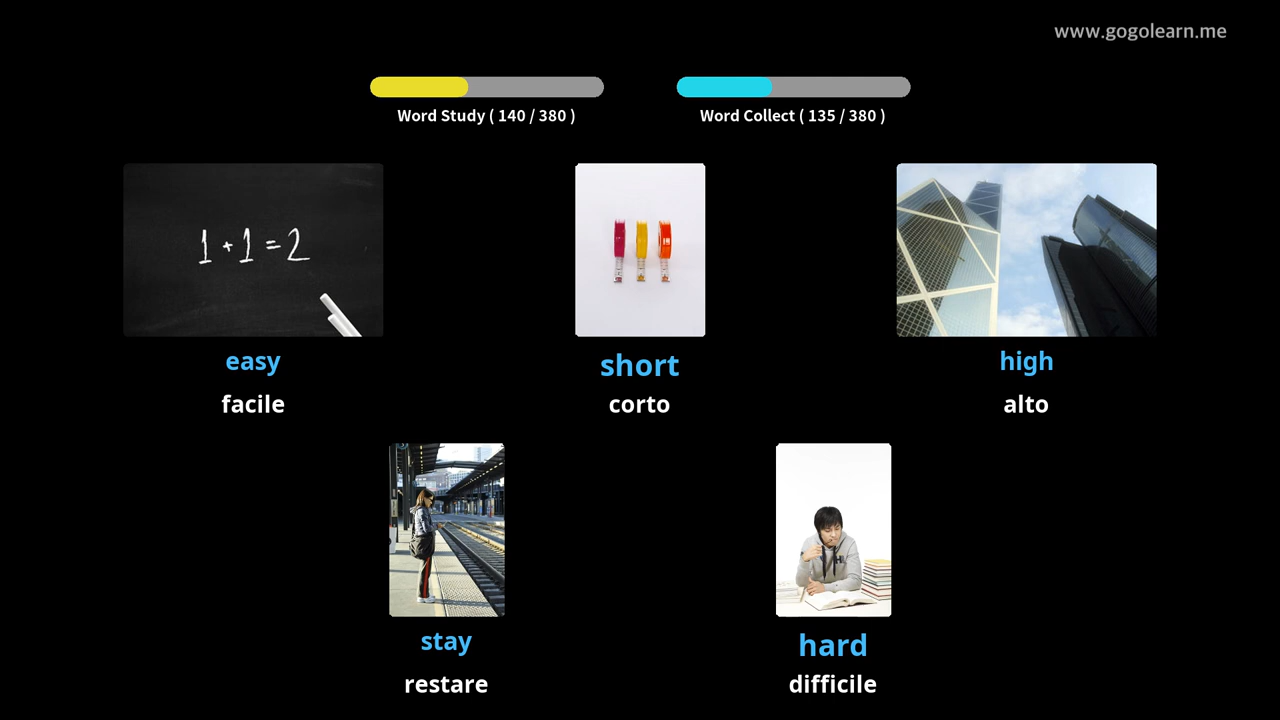 www.gogolearn.me
Word Study ( 140 / 380 )
Word Collect ( 135 / 380 )
1 + 1 = 2
easy
short
high
facile
corto
alto
stay
hard
restare
difficile